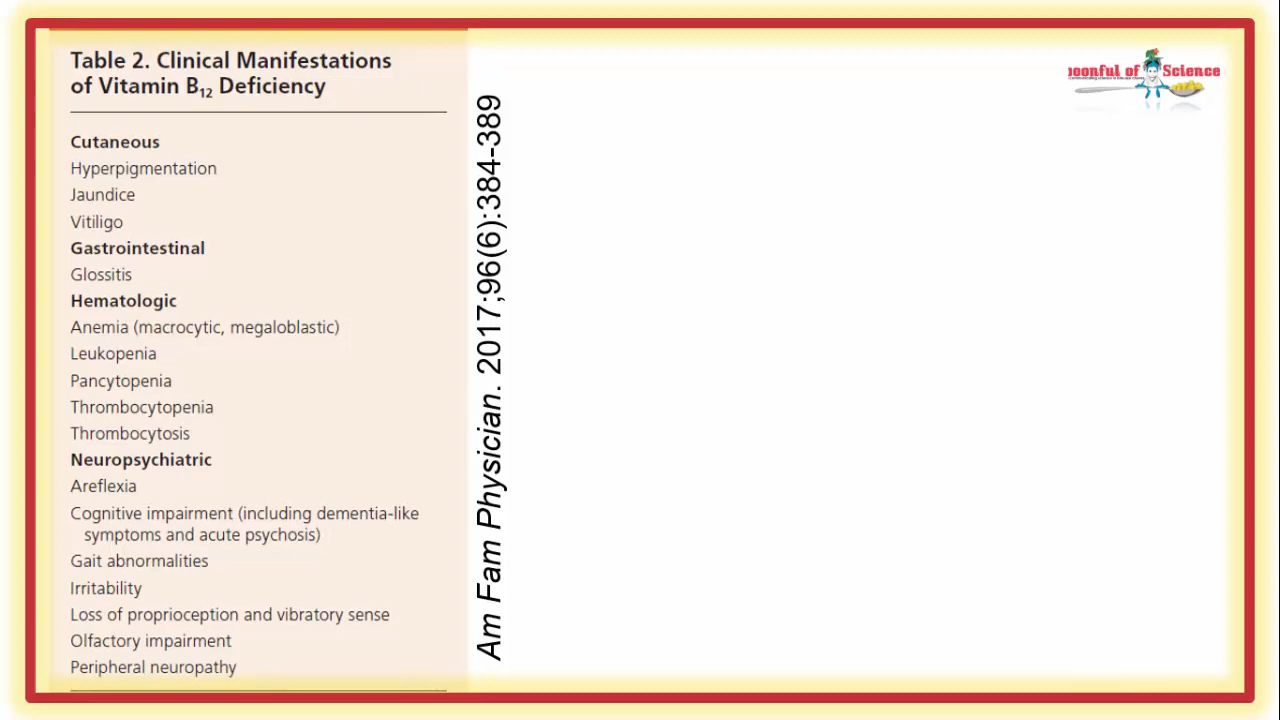 Table 2. Clinical Manifestations
of Vitamin B12 Deficiency
Cutaneous
Hyperpigmentation
Jaundice
Vitiligo
Gastrointestinal
Glossitis
Hematologic
Anemia (macrocytic, megaloblastic)
Leukopenia
Pancytopenia
Thrombocytopenia
Thrombocytosis
Neuropsychiatric
Areflexia
Cognitive impairment (including dementia-like
symptoms and acute psychosis)
Gait abnormalities
Irritability
Loss of proprioception and vibratory sense
Olfactory impairment
Peripheral neuropathy
Am Fam Physician. 2017;96(6):384-389
poonful of Science